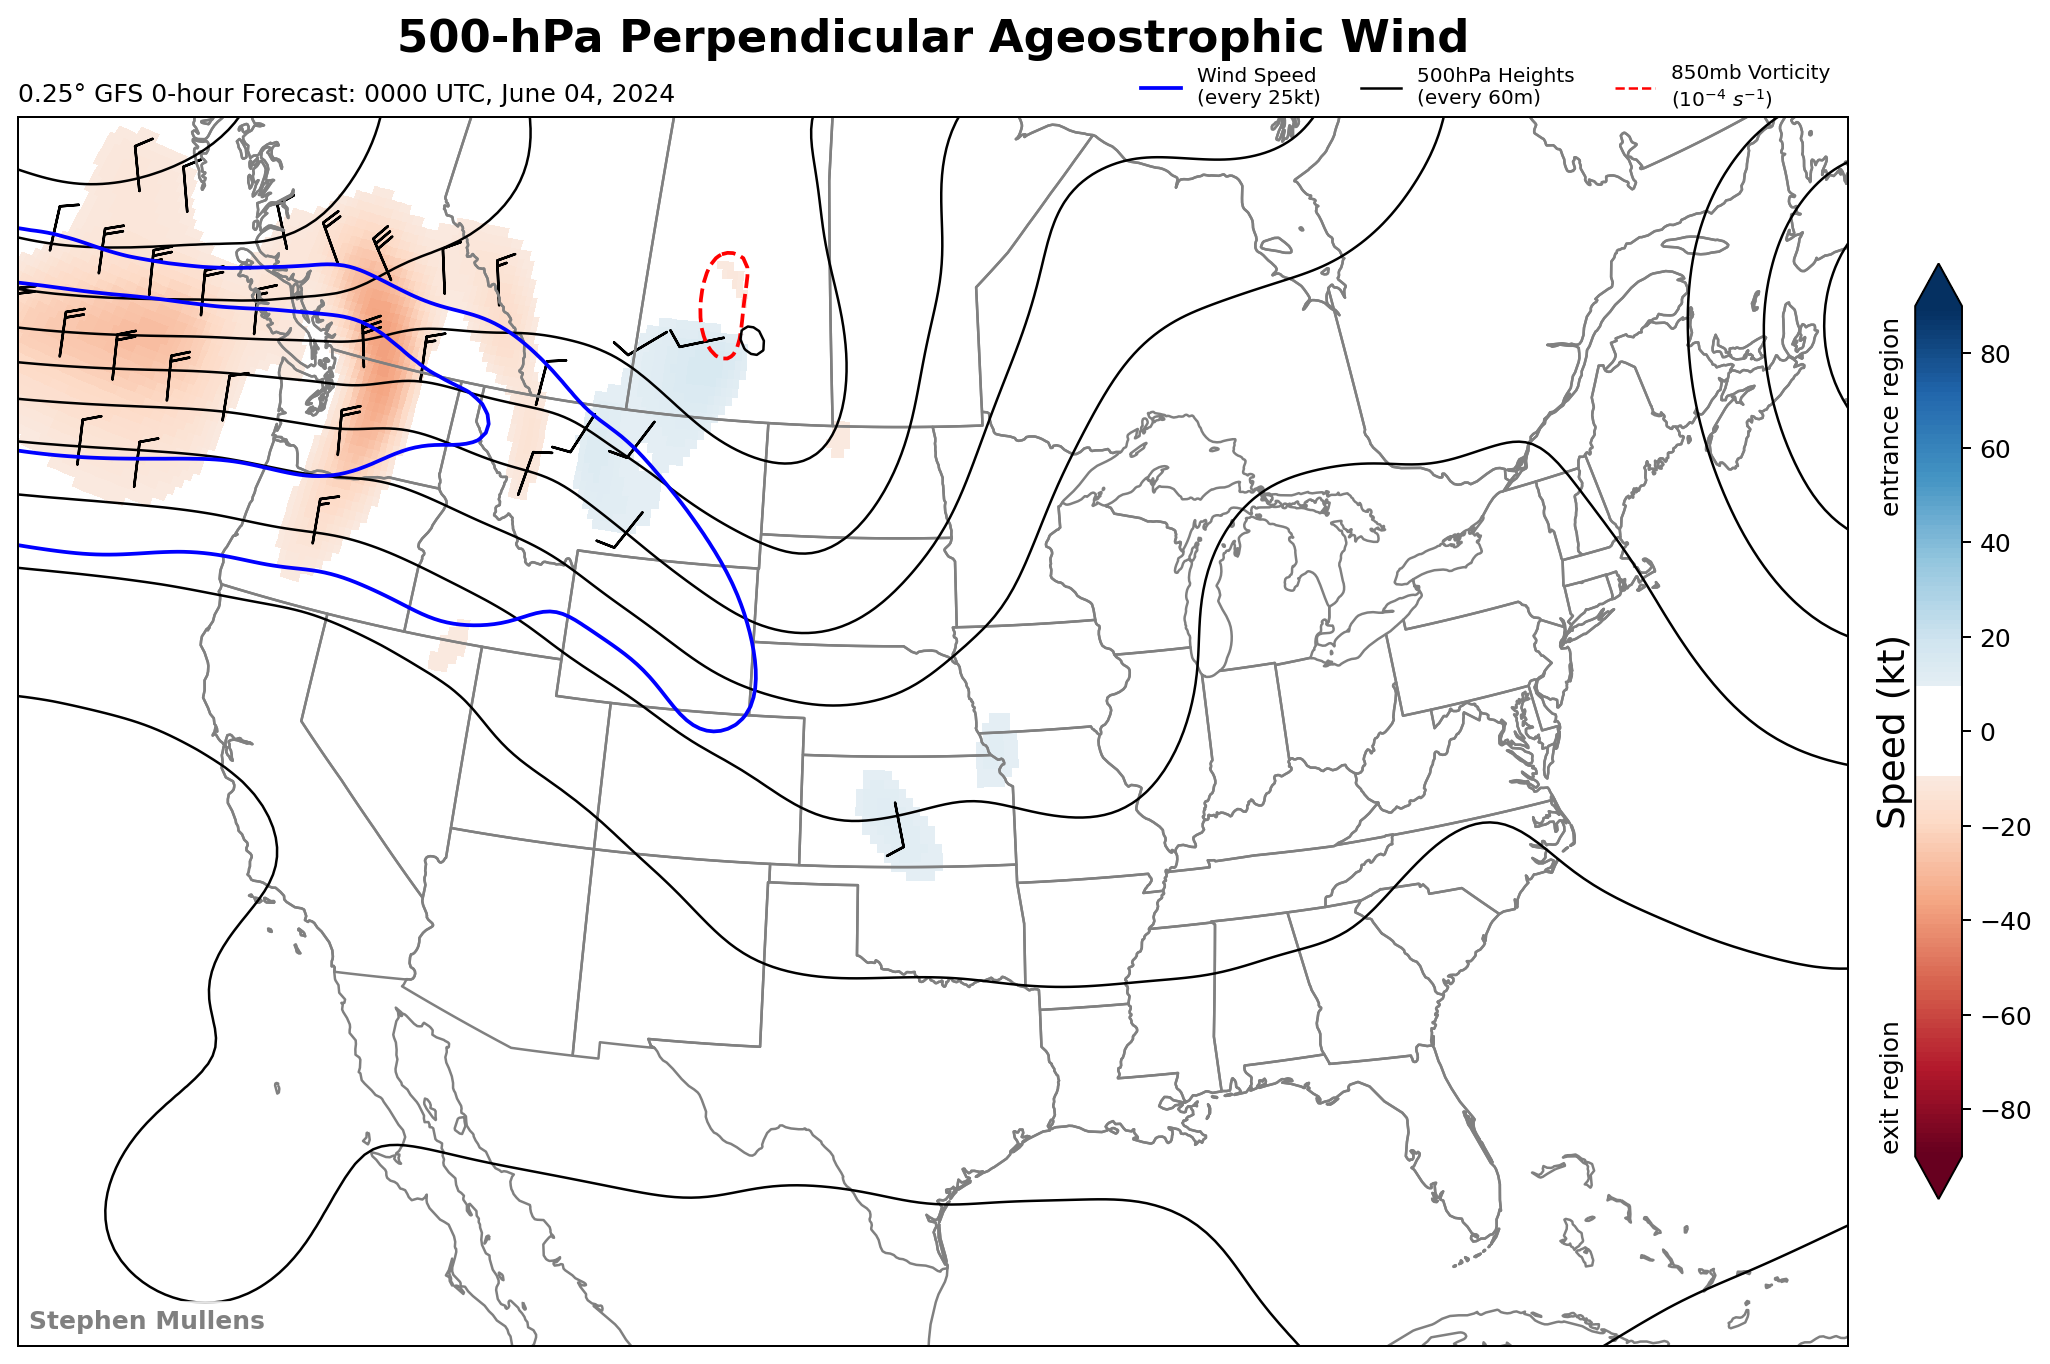 500-hPa Perpendicular Ageostrophic Wind
0.25° GFS 0-hour Forecast: 0000 UTC, June 04, 2024
Wind Speed
(every 25kt)
500hPa Heights
(every 60m)
850mb Vorticity
(10⁻⁴ s⁻¹)
entrance region
Speed (kt)
exit region
80
60
40
20
0
−20
−40
−60
−80
Stephen Mullens